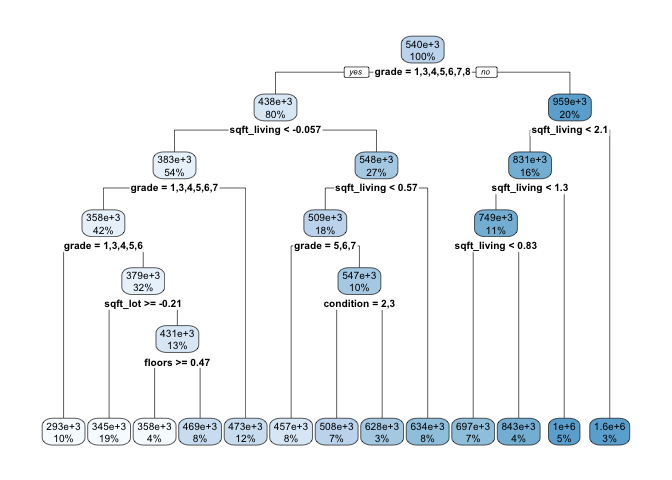 540e+3
100%
yes grade = 1,3,4,5,6,7,8 no
438e+3
80%
959e+3
20%
sqft_living < -0.057
sqft_living < 2.1
383e+3
54%
548e+3
27%
831e+3
16%
grade = 1,3,4,5,6,7
sqft_living < 0.57
sqft_living < 1.3
358e+3
42%
509e+3
18%
749e+3
11%
grade = 1,3,4,5,6
grade = 5,6,7
sqft_living < 0.83
379e+3
32%
547e+3
10%
sqft_lot >= -0.21
condition = 2,3
431e+3
13%
floors >= 0.47
293e+3
10%
345e+3
19%
358e+3
4%
469e+3
8%
473e+3
12%
457e+3
8%
508e+3
7%
628e+3
3%
634e+3
8%
697e+3
7%
843e+3
4%
1e+6
5%
1.6e+6
3%